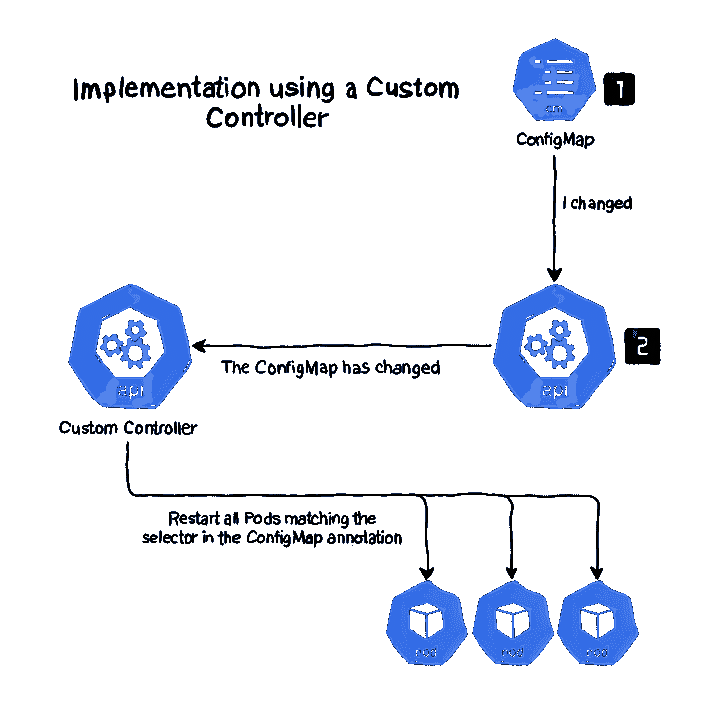 Implementation using a Custom
Controller
cm
1
ConfigMap
I changed
api
2
The ConfigMap has changed
api
Custom Controller
Restart all Pods matching the
selector in the ConfigMap annotation
pod
pod
pod